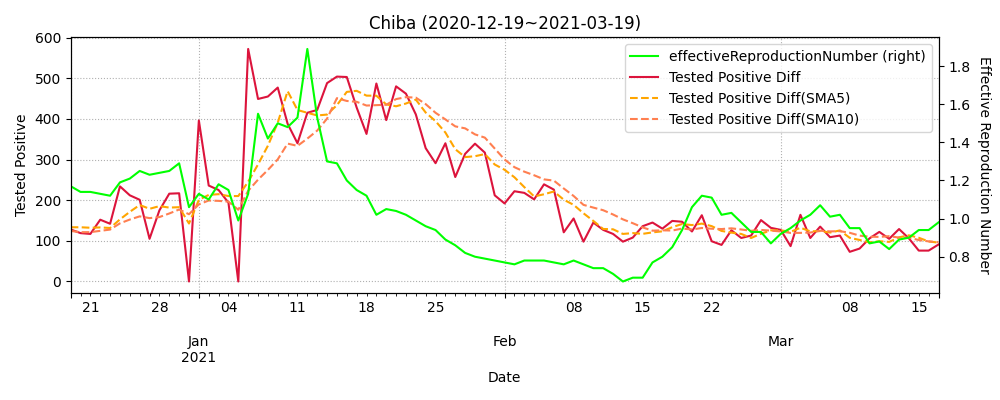 Chiba (2020-12-19~2021-03-19)
effectiveReproductionNumber (right)
Tested Positive Diff
Tested Positive Diff(SMA5)
Tested Positive Diff(SMA10)
Tested Positive
600
500
400
300
200
100
0
Effective Reproduction Number
1.8
1.6
1.4
1.2
1.0
0.8
21 28 04 11 18 25 08 15 22 08 15
Jan Feb Mar
2021
Date